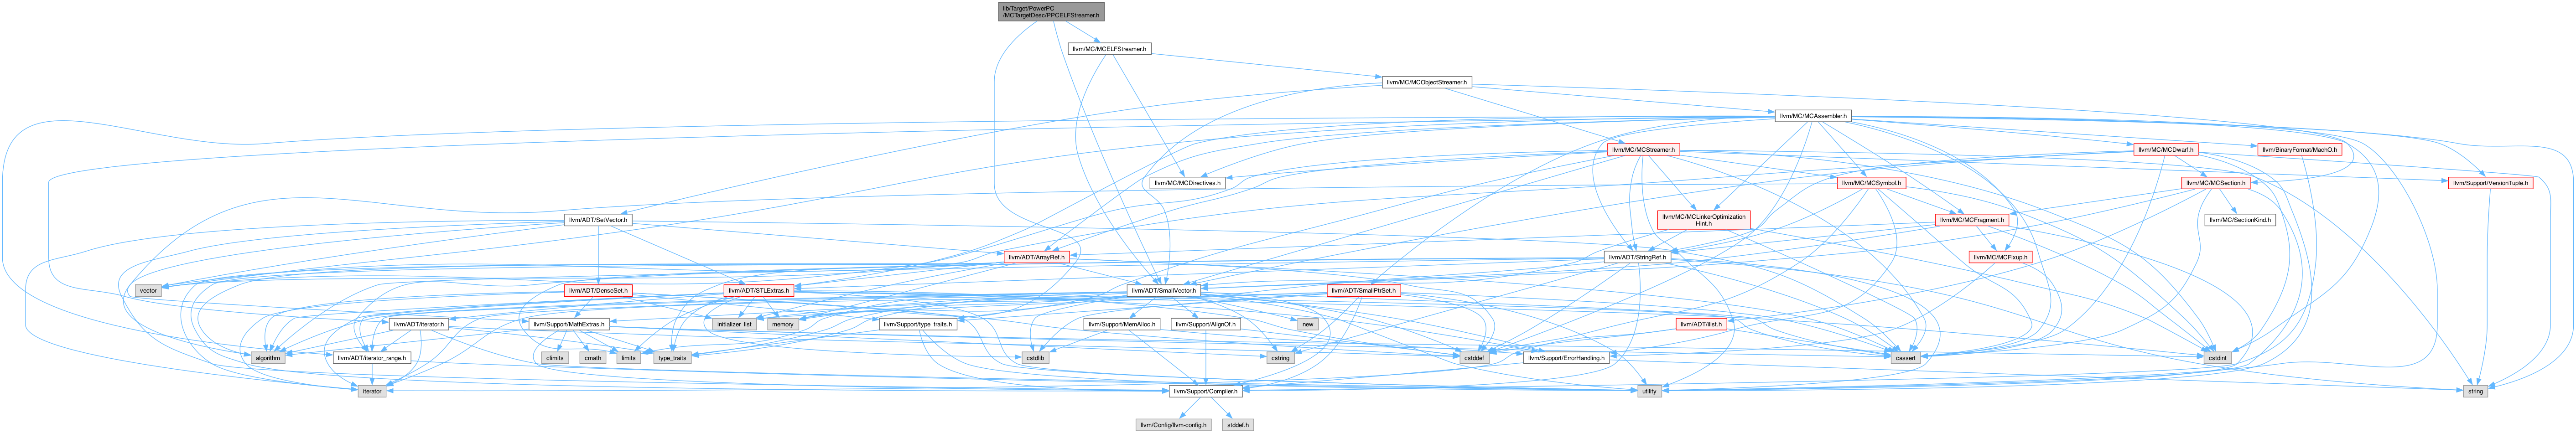 lib/Target/PowerPC
/MCTargetDesc/PPCELFStreamer.h
llvm/MC/MCELFStreamer.h
llvm/MC/MCObjectStreamer.h
llvm/MC/MCAssembler.h
llvm/MC/MCStreamer.h
llvm/MC/MCDwarf.h
llvm/BinaryFormat/MachO.h
llvm/MC/MCDirectives.h
llvm/MC/MCSymbol.h
llvm/MC/MCSection.h
llvm/Support/VersionTuple.h
llvm/ADT/SetVector.h
llvm/MC/MCLinkerOptimization
Hint.h
llvm/MC/MCFragment.h
llvm/MC/SectionKind.h
llvm/ADT/ArrayRef.h
llvm/ADT/StringRef.h
llvm/MC/MCFixup.h
vector
llvm/ADT/DenseSet.h
llvm/ADT/STLExtras.h
llvm/ADT/SmallVector.h
llvm/ADT/SmallPtrSet.h
llvm/ADT/iterator.h
llvm/Support/MathExtras.h
initializer_list
memory
llvm/Support/type_traits.h
llvm/Support/MemAlloc.h
llvm/Support/AlignOf.h
new
llvm/ADT/ilist.h
algorithm
llvm/ADT/iterator_range.h
climits
cmath
limits
type_traits
cstdlib
cstring
cstddef
llvm/Support/ErrorHandling.h
cassert
cstdint
iterator
llvm/Support/Compiler.h
utility
string
llvm/Config/llvm-config.h
stddef.h